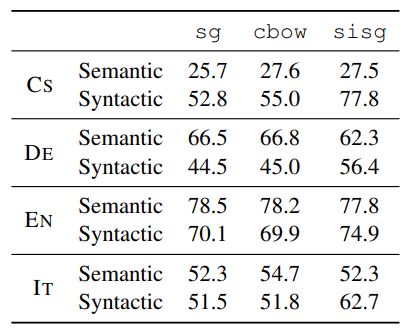 sg cbow sisg
CS Semantic 25.7 27.6 27.5
Syntactic 52.8 55.0 77.8
DE Semantic 66.5 66.8 62.3
Syntactic 44.5 45.0 56.4
EN Semantic 78.5 78.2 77.8
Syntactic 70.1 69.9 74.9
IT Semantic 52.3 54.7 52.3
Syntactic 51.5 51.8 62.7